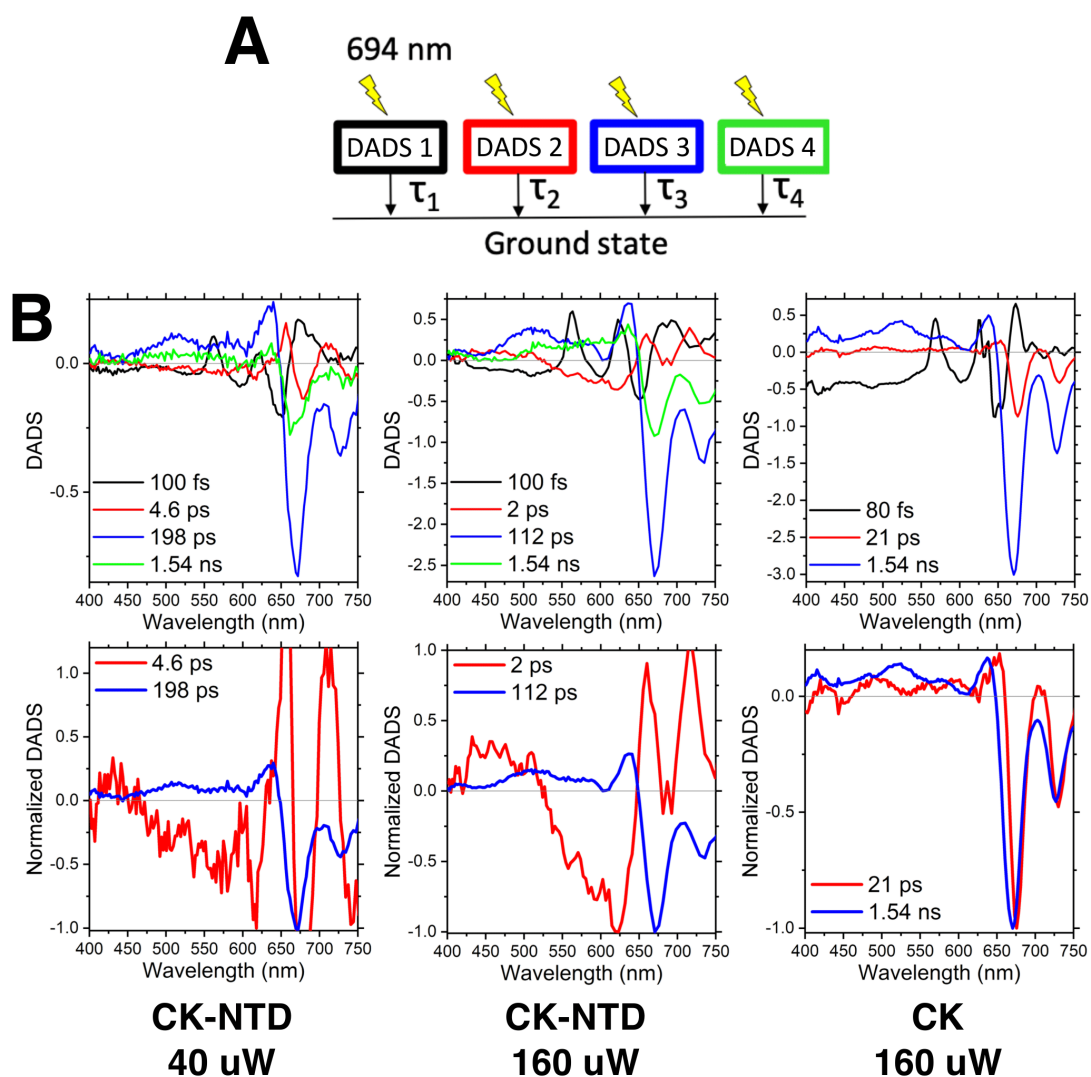 A
694 nm
DADS 1
DADS 2
DADS 3
DADS 4
τ1
τ2
τ3
τ4
Ground state
B
DADS
0.0
-0.5
100 fs
4.6 ps
198 ps
1.54 ns
400 450 500 550 600 650 700 750
Wavelength (nm)
DADS
0.5
0.0
-0.5
-1.0
-1.5
-2.0
-2.5
100 fs
2 ps
112 ps
1.54 ns
400 450 500 550 600 650 700 750
Wavelength (nm)
DADS
0.5
0.0
-0.5
-1.0
-1.5
-2.0
-2.5
-3.0
80 fs
21 ps
1.54 ns
400 450 500 550 600 650 700 750
Wavelength (nm)
Normalized DADS
1.0
0.5
0.0
-0.5
-1.0
4.6 ps
198 ps
400 450 500 550 600 650 700 750
Wavelength (nm)
Normalized DADS
1.0
0.5
0.0
-0.5
-1.0
2 ps
112 ps
400 450 500 550 600 650 700 750
Wavelength (nm)
Normalized DADS
0.0
-0.5
-1.0
21 ps
1.54 ns
400 450 500 550 600 650 700 750
Wavelength (nm)
CK-NTD
40 uW
CK-NTD
160 uW
CK
160 uW